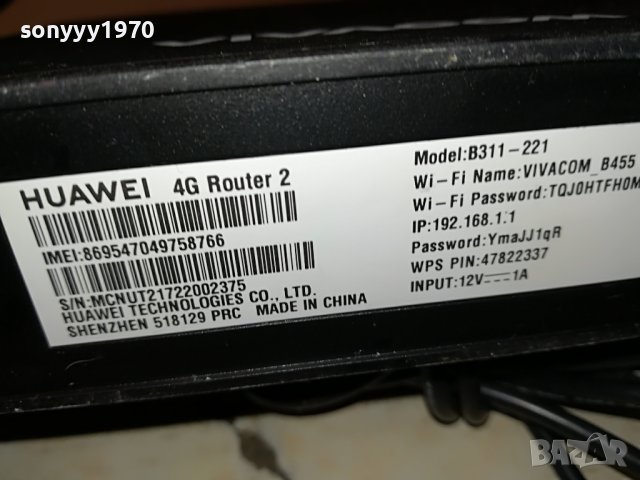 sonyyy1970
HUAWEI 4G Router 2
IMEI:869547049758766
S/N:MCNUT21722002375
HUAWEI TECHNOLOGIES CO., LTD.
SHENZHEN 518129 PRC MADE IN CHINA
Model:B311-221
Wi-Fi Name:VIVACOM_B455
Wi-Fi Password:TQJ0HTFH0M
IP:192.168.1.1
Password:YmaJJ1qR
WPS PIN:47822337
INPUT:12V⎓1A
BAZAR